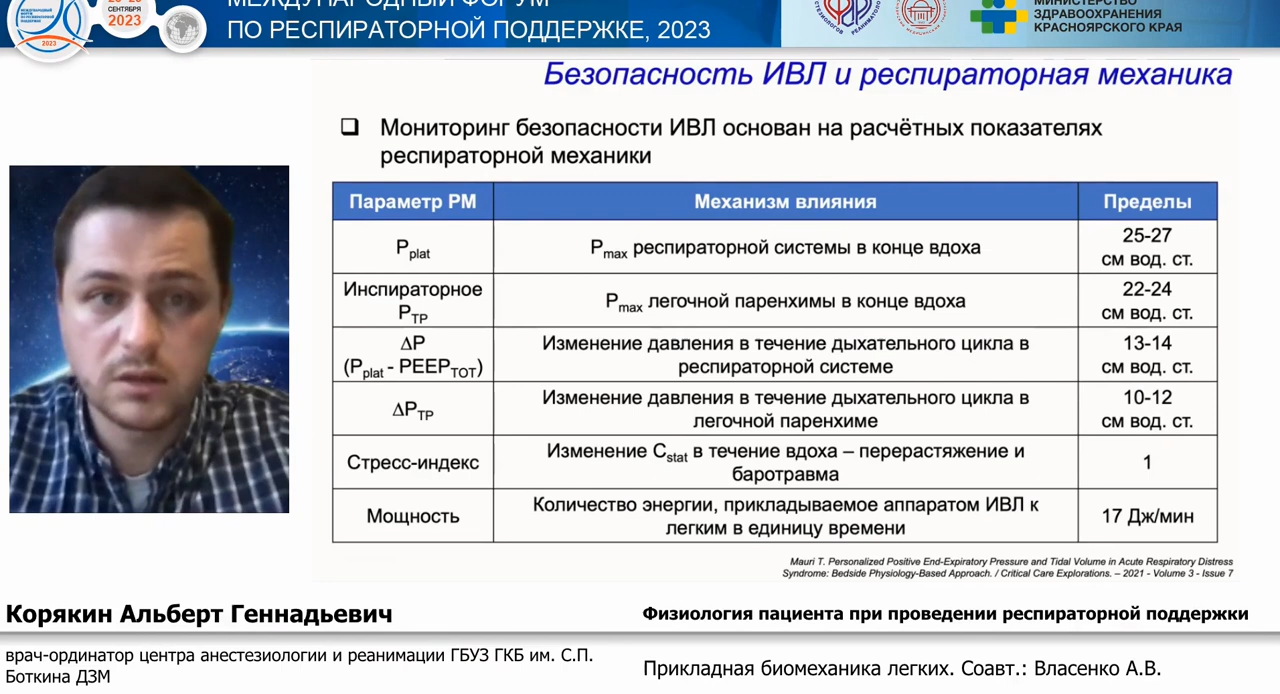 СЕНТЯБРЯ
2023
2023
МЕЖДУНАРОДНЫЙ ФОРУМ
ПО РЕСПИРАТОРНОЙ ПОДДЕРЖКЕ, 2023
МИНИСТЕРСТВО
ЗДРАВООХРАНЕНИЯ
КРАСНОЯРСКОГО КРАЯ
Безопасность ИВЛ и респираторная механика
❑ Мониторинг безопасности ИВЛ основан на расчётных показателях
респираторной механики
Параметр РМ Механизм влияния Пределы
Pplat Pmax респираторной системы в конце вдоха 25-27
см вод. ст.
Инспираторное
PTP Pmax легочной паренхимы в конце вдоха 22-24
см вод. ст.
ΔP
(Pplat - PEEPTOT) Изменение давления в течение дыхательного цикла в
респираторной системе 13-14
см вод. ст.
ΔPTP Изменение давления в течение дыхательного цикла в
легочной паренхиме 10-12
см вод. ст.
Стресс-индекс Изменение Cstat в течение вдоха – перерастяжение и
баротравма 1
Мощность Количество энергии, прикладываемое аппаратом ИВЛ к
легким в единицу времени 17 Дж/мин
Mauri T. Personalized Positive End-Expiratory Pressure and Tidal Volume in Acute Respiratory Distress
Syndrome: Bedside Physiology-Based Approach. / Critical Care Explorations. – 2021 - Volume 3 - Issue 7
Корякин Альберт Геннадьевич
Физиология пациента при проведении респираторной поддержки
врач-ординатор центра анестезиологии и реанимации ГБУЗ ГКБ им. С.П.
Боткина ДЗМ
Прикладная биомеханика легких. Соавт.: Власенко А.В.